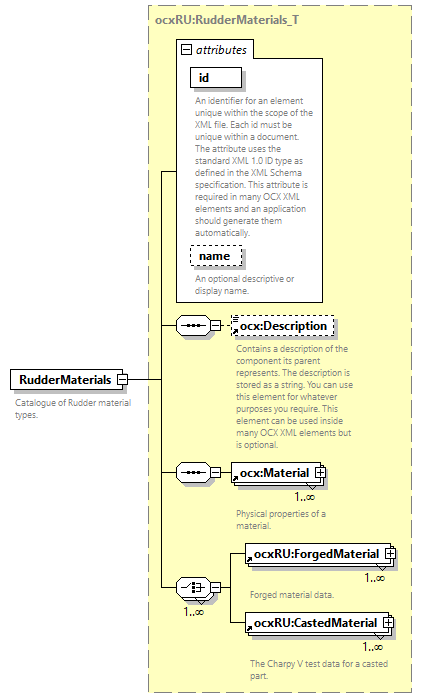 ocxRU:RudderMaterials_T
attributes
id
An identifier for an element
unique within the scope of the
XML file. Each id must be
unique within a document.
The attribute uses the
standard XML 1.0 ID type as
defined in the XML Schema
specification. This attribute is
required in many OCX XML
elements and an application
should generate them
automatically.
name
An optional descriptive or
display name.
ocx:Description
Contains a description of the
component its parent
represents. The description is
stored as a string. You can use
this element for whatever
purposes you require. This
element can be used inside
many OCX XML elements but
is optional.
RudderMaterials
Catalogue of Rudder material
types.
ocx:Material
1..∞
Physical properties of a
material.
ocxRU:ForgedMaterial
1..∞
Forged material data.
1..∞
ocxRU:CastedMaterial
1..∞
The Charpy V test data for a casted
part.